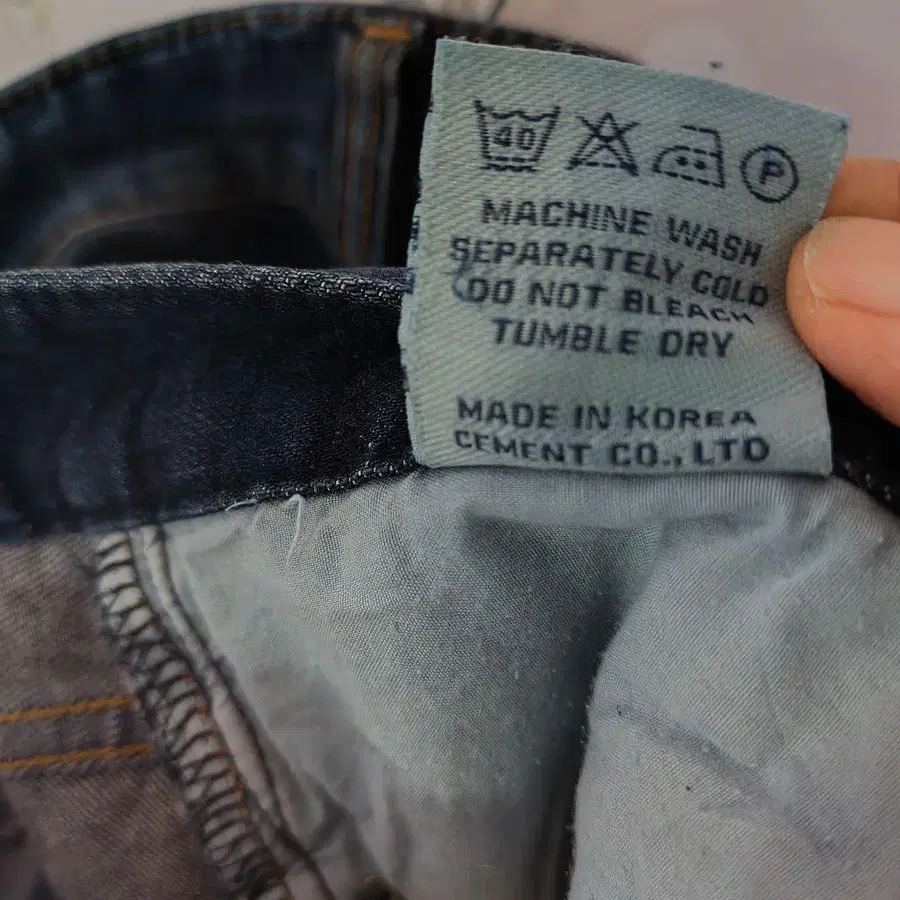 40 P
MACHINE WASH
SEPARATELY COLD
DO NOT BLEACH
TUMBLE DRY
MADE IN KOREA
CEMENT CO., LTD